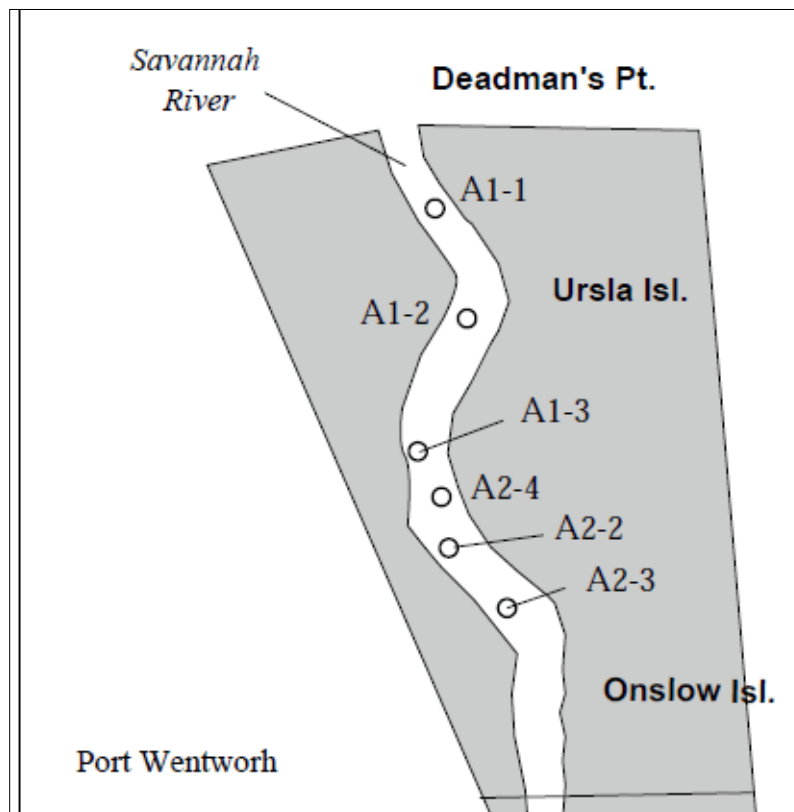 Savannah
River
Deadman's Pt.
A1-1
Ursla Isl.
A1-2
A1-3
A2-4
A2-2
A2-3
Onslow Isl.
Port Wentworh